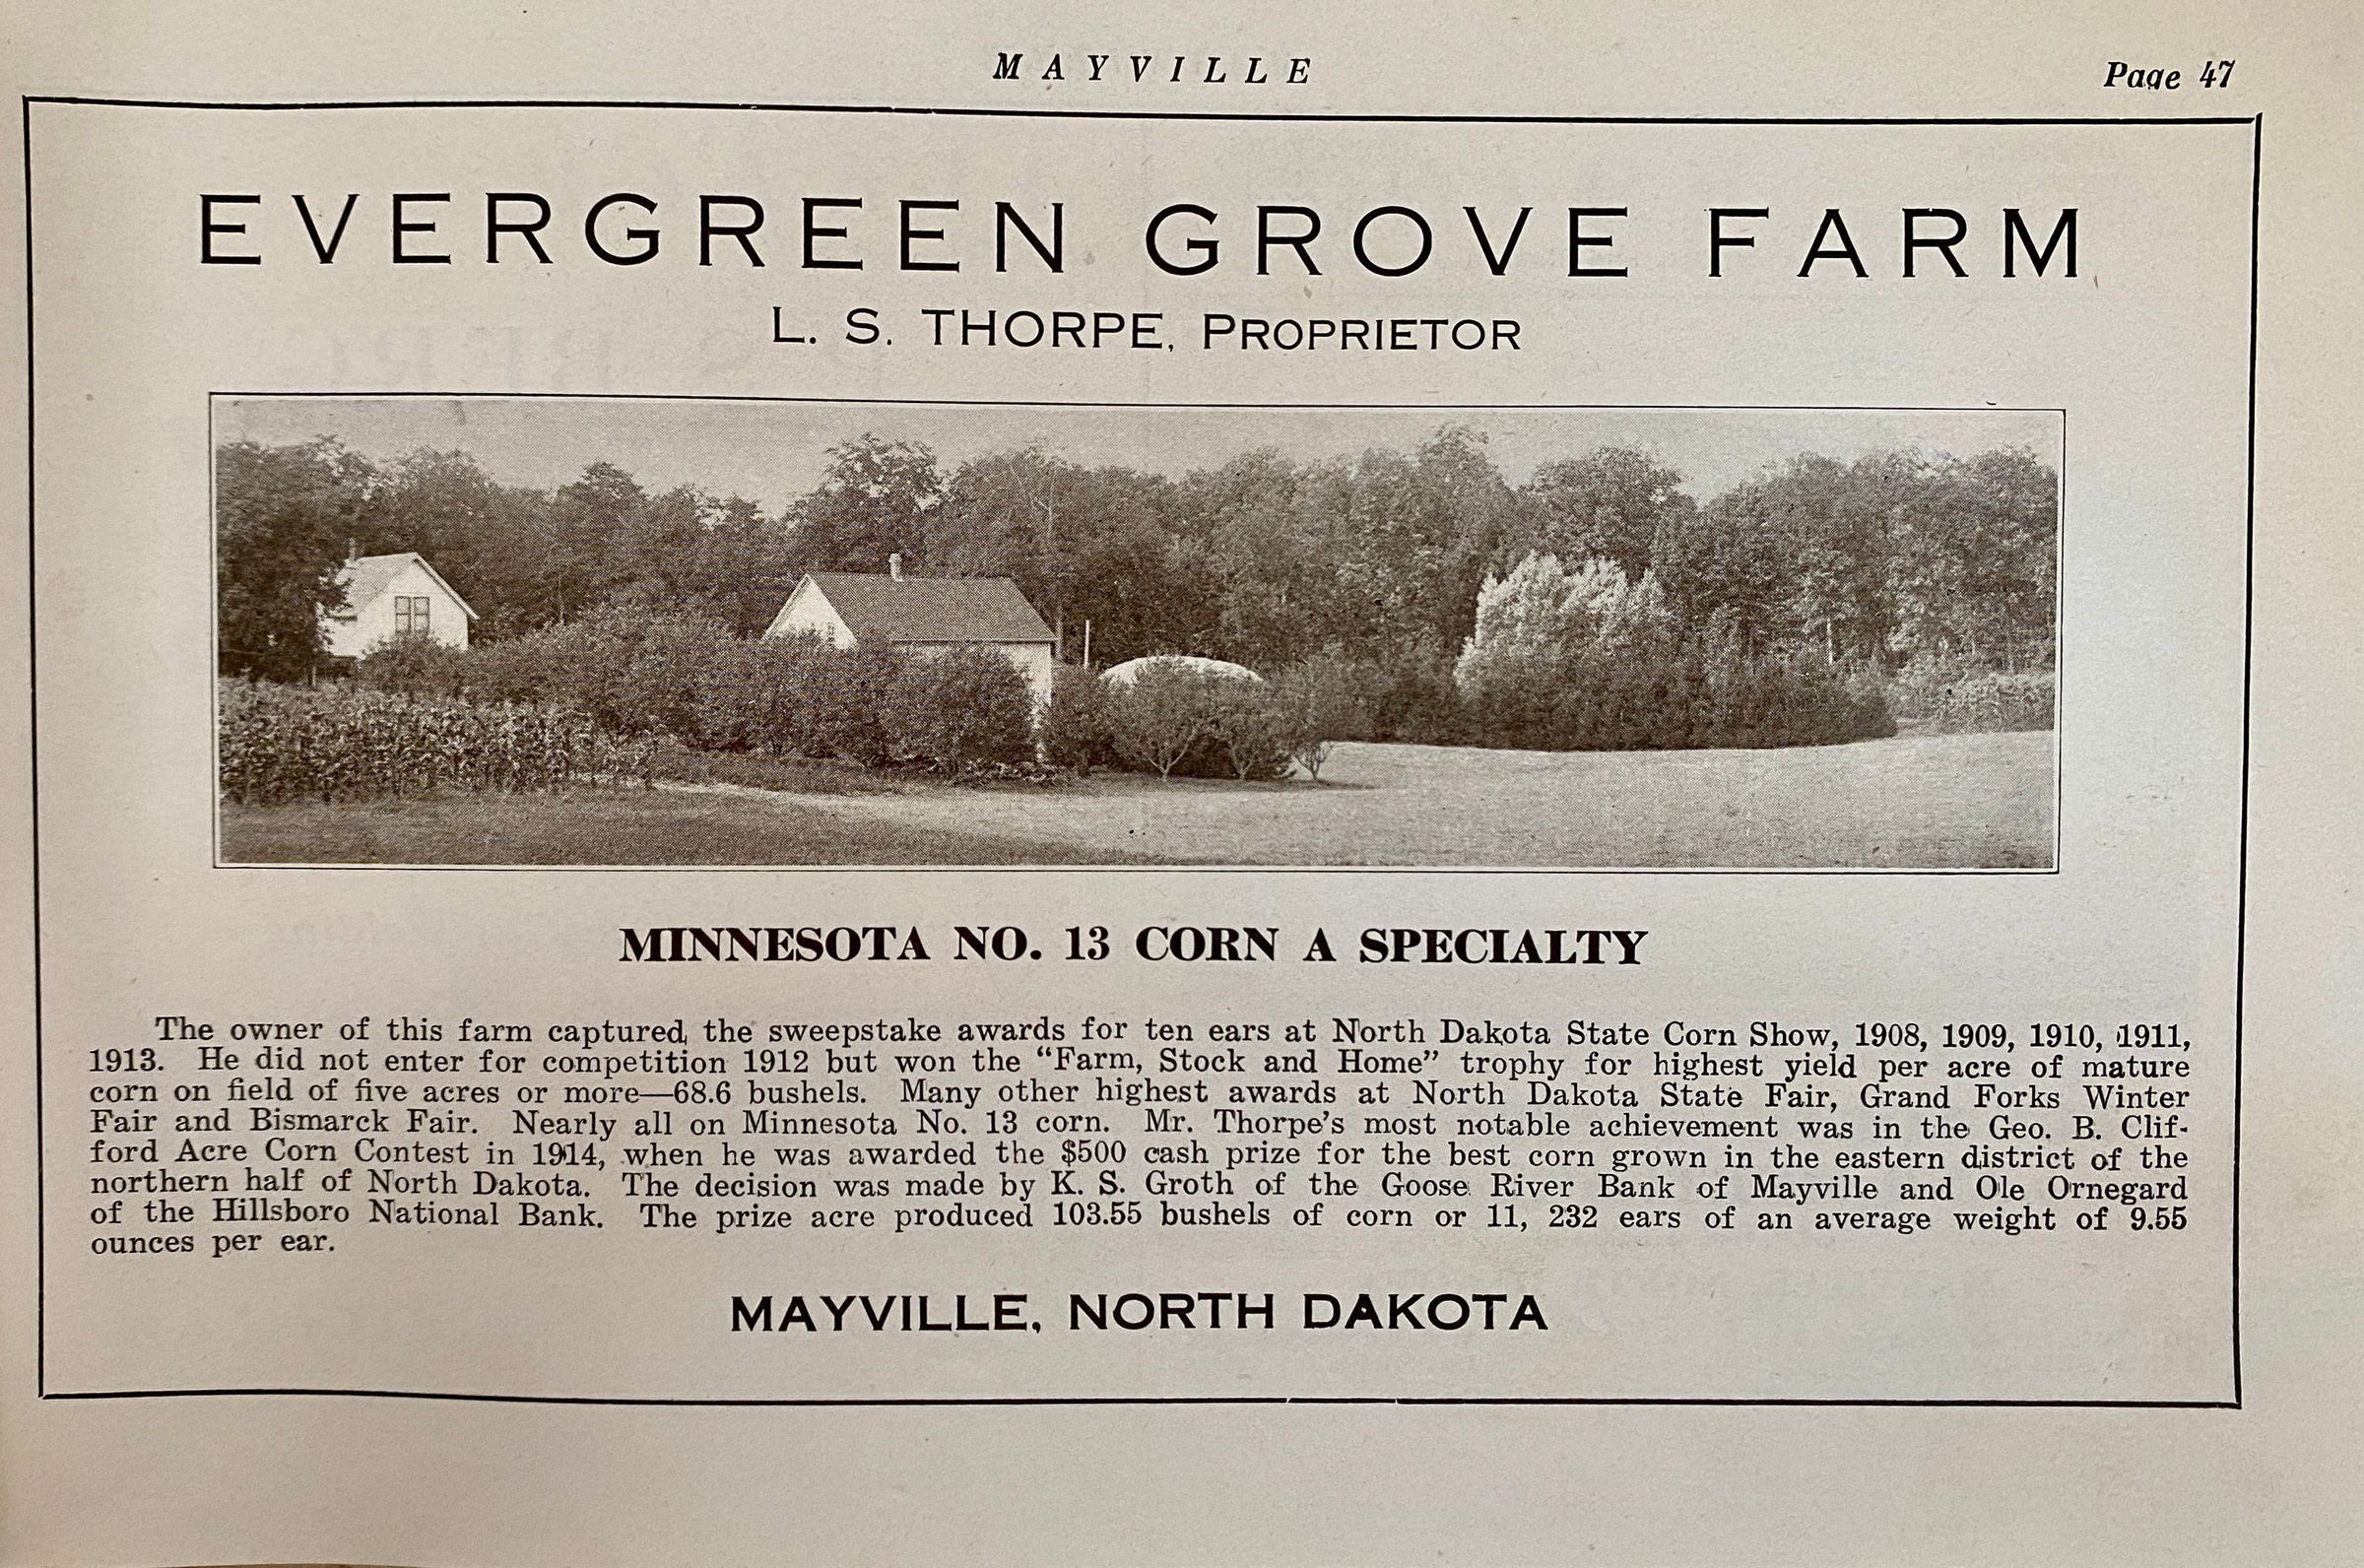 MAYVILLE
Page 47
EVERGREEN GROVE FARM
L. S. THORPE, PROPRIETOR
MINNESOTA NO. 13 CORN A SPECIALTY
The owner of this farm captured the sweepstake awards for ten ears at North Dakota State Corn Show, 1908, 1909, 1910, 1911,
1913. He did not enter for competition 1912 but won the “Farm, Stock and Home” trophy for highest yield per acre of mature
corn on field of five acres or more—68.6 bushels. Many other highest awards at North Dakota State Fair, Grand Forks Winter
Fair and Bismarck Fair. Nearly all on Minnesota No. 13 corn. Mr. Thorpe's most notable achievement was in the Geo. B. Clif-
ford Acre Corn Contest in 1914, when he was awarded the $500 cash prize for the best corn grown in the eastern district of the
northern half of North Dakota. The decision was made by K. S. Groth of the Goose River Bank of Mayville and Ole Ornegard
of the Hillsboro National Bank. The prize acre produced 103.55 bushels of corn or 11, 232 ears of an average weight of 9.55
ounces per ear.
MAYVILLE, NORTH DAKOTA